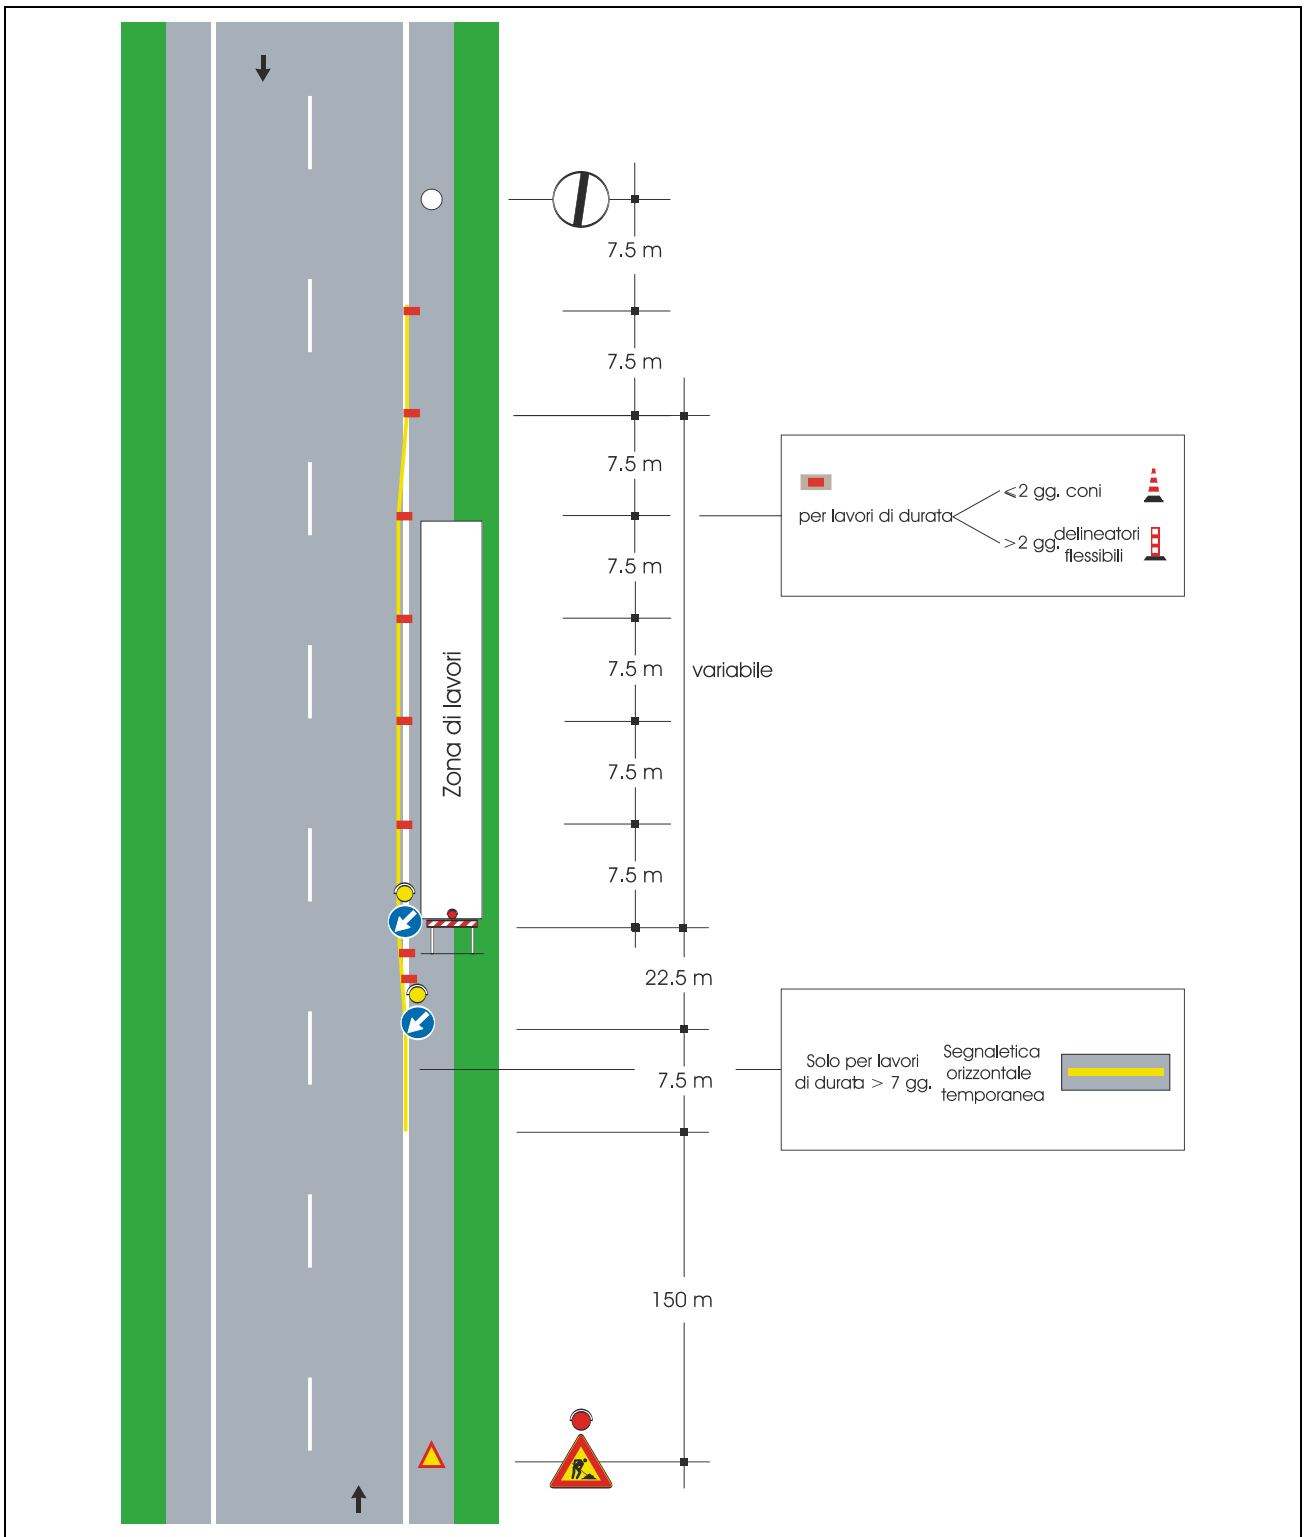 7.5 m
7.5 m
7.5 m
≤2 gg. coni
per lavori di durata
>2 gg. delineatori
flessibili
7.5 m
Zona di lavori
7.5 m
variabile
7.5 m
7.5 m
22.5 m
Solo per lavori
di durata > 7 gg.
Segnaletica
orizzontale
temporanea
7.5 m
150 m